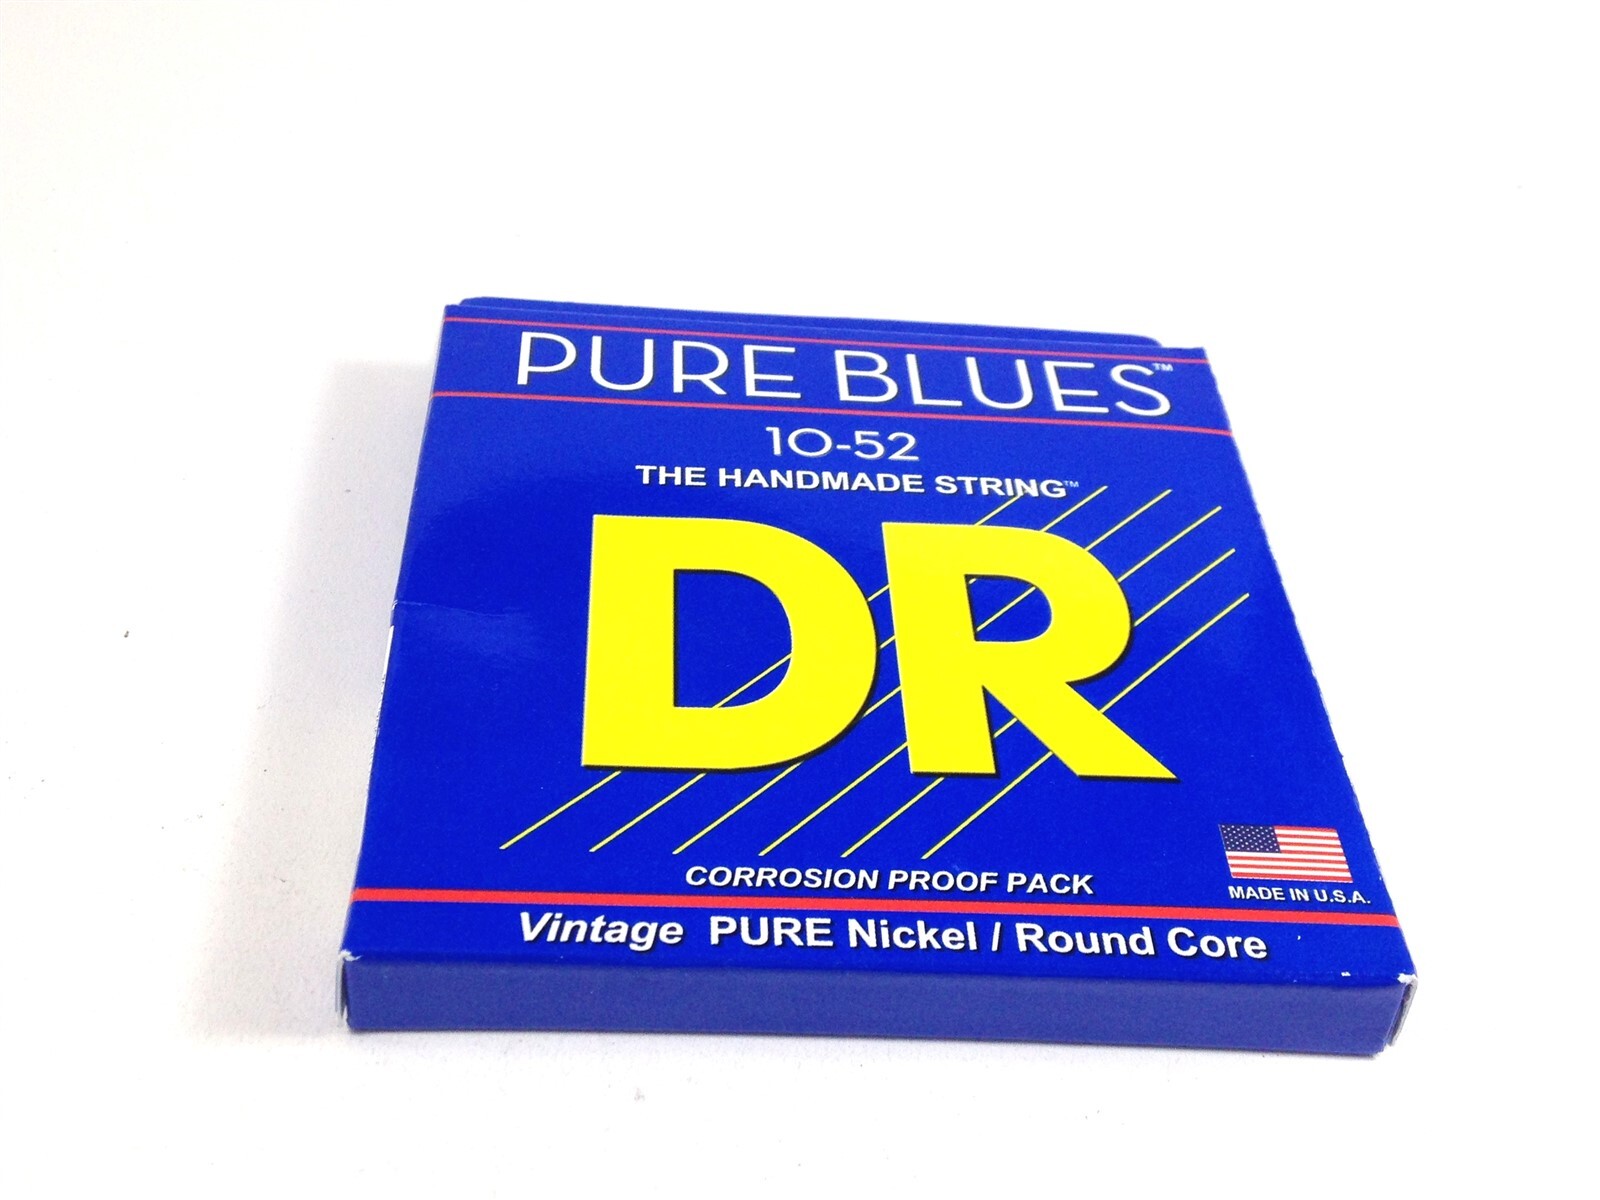 PURE BLUES™
10-52
THE HANDMADE STRING™
DR
CORROSION PROOF PACK
MADE IN U.S.A.
Vintage PURE Nickel / Round Core